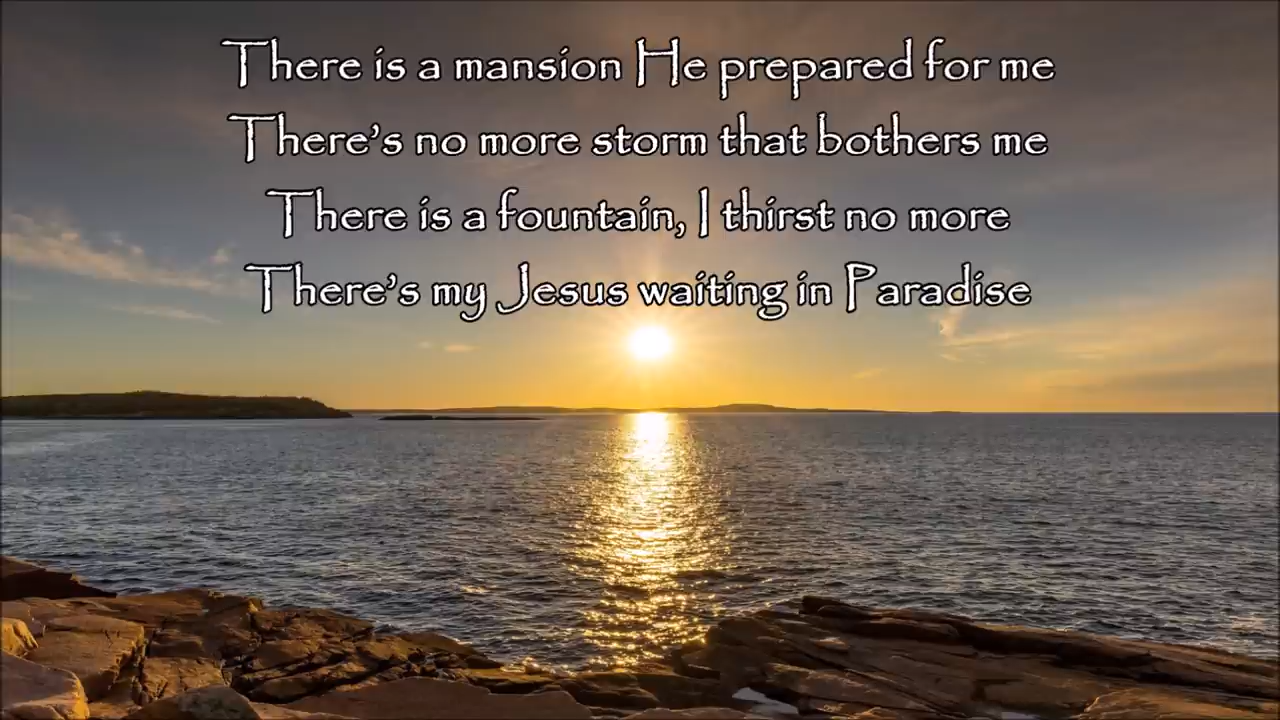 There is a mansion He prepared for me
There's no more storm that bothers me
There is a fountain, I thirst no more
There's my Jesus waiting in Paradise